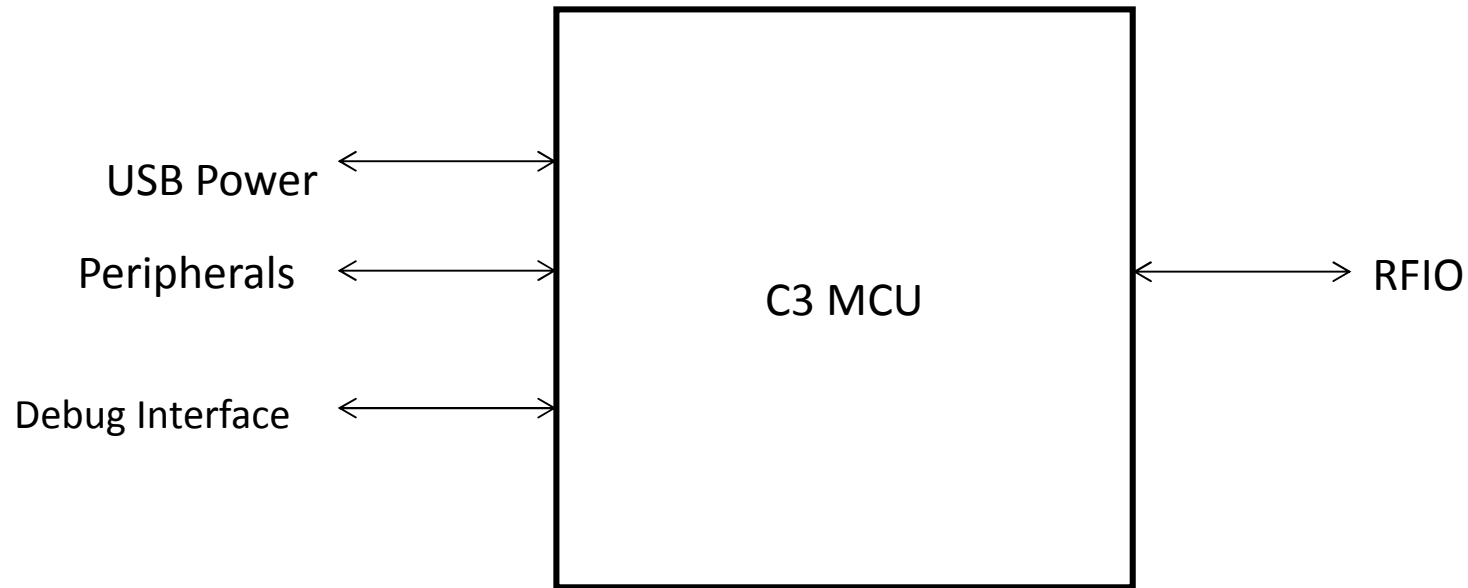 USB Power
Peripherals
Debug Interface
C3 MCU
RFIO